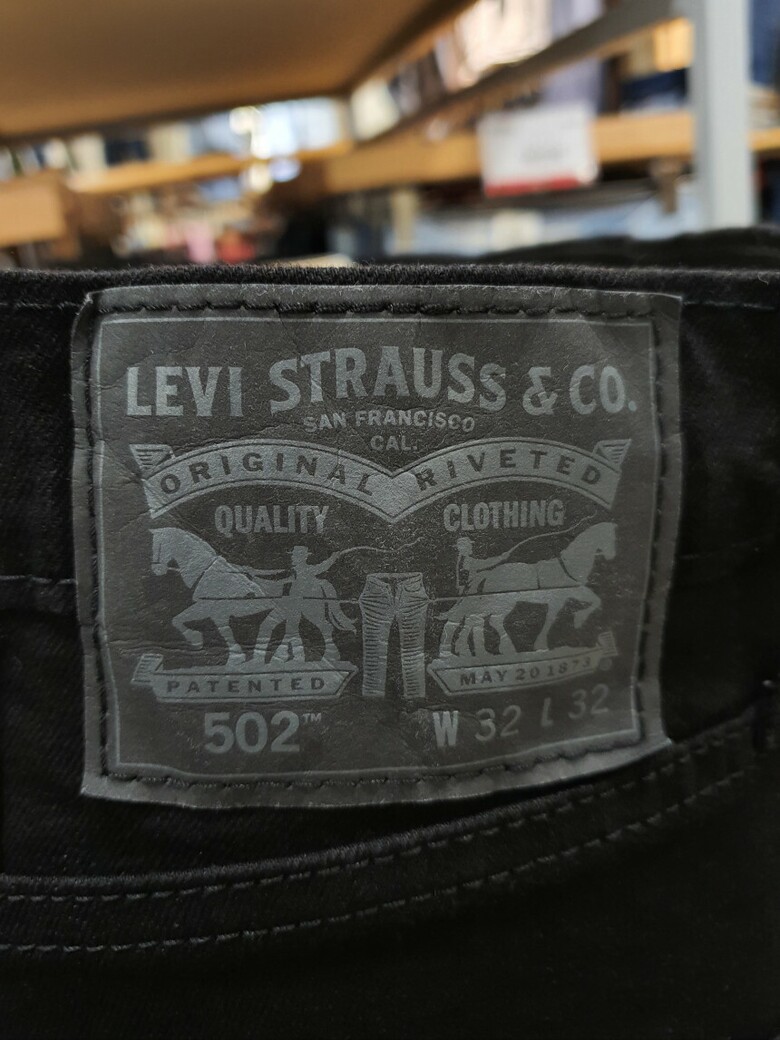 LEVI STRAUSS & CO.
SAN FRANCISCO
CAL.
ORIGINAL RIVETED
QUALITY CLOTHING
PATENTED MAY 20 1873 ®
502™ W 32 L 32